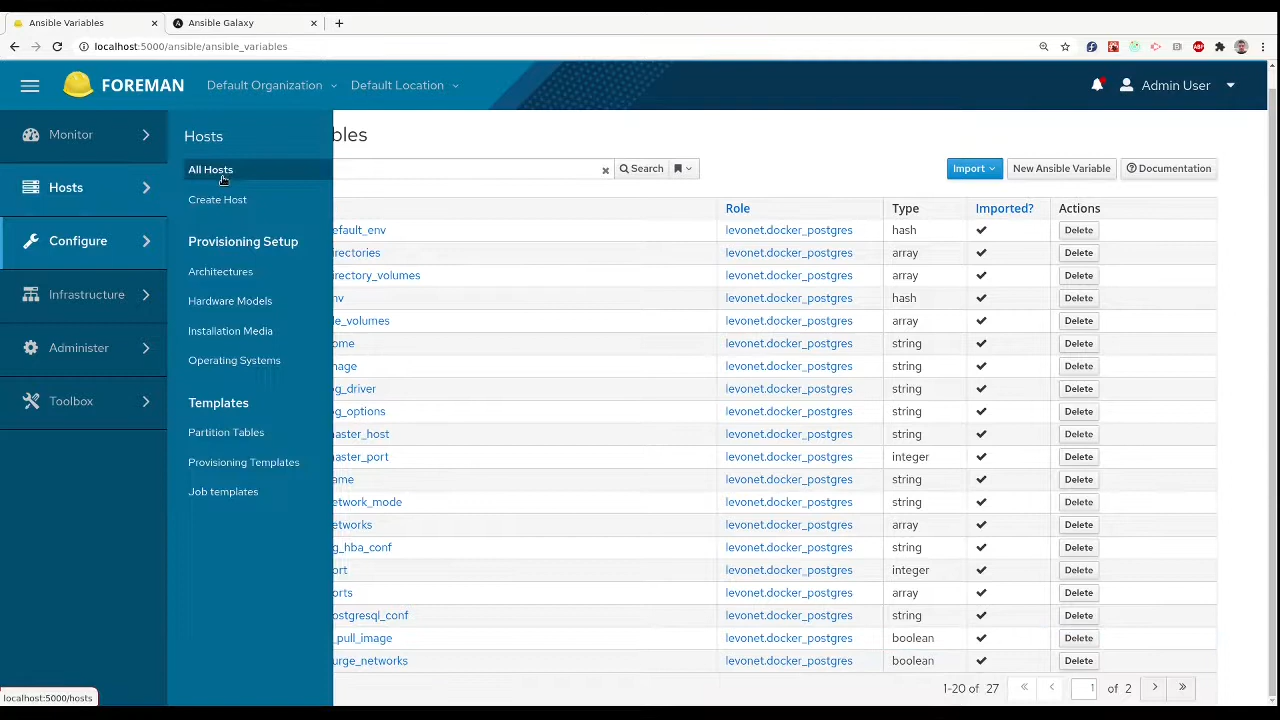 Ansible Variables
Ansible Galaxy
localhost:5000/ansible/ansible_variables
FOREMAN
Default Organization
Default Location
Admin User
Monitor
Hosts
Configure
Infrastructure
Administer
Toolbox
Hosts
All Hosts
Create Host
Provisioning Setup
Architectures
Hardware Models
Installation Media
Operating Systems
Templates
Partition Tables
Provisioning Templates
Job templates
bles
Search
Import
New Ansible Variable
Documentation
Role Type Imported? Actions
efault_env levonet.docker_postgres hash Delete
irectories levonet.docker_postgres array Delete
irectory_volumes levonet.docker_postgres array Delete
nv levonet.docker_postgres hash Delete
le_volumes levonet.docker_postgres array Delete
ome levonet.docker_postgres string Delete
nage levonet.docker_postgres string Delete
og_driver levonet.docker_postgres string Delete
og_options levonet.docker_postgres string Delete
aster_host levonet.docker_postgres string Delete
aster_port levonet.docker_postgres integer Delete
ame levonet.docker_postgres string Delete
etwork_mode levonet.docker_postgres string Delete
etworks levonet.docker_postgres array Delete
g_hba_conf levonet.docker_postgres string Delete
ort levonet.docker_postgres integer Delete
orts levonet.docker_postgres array Delete
ostgresql_conf levonet.docker_postgres string Delete
_pull_image levonet.docker_postgres boolean Delete
urge_networks levonet.docker_postgres boolean Delete
1-20 of 27
1 of 2
localhost:5000/hosts